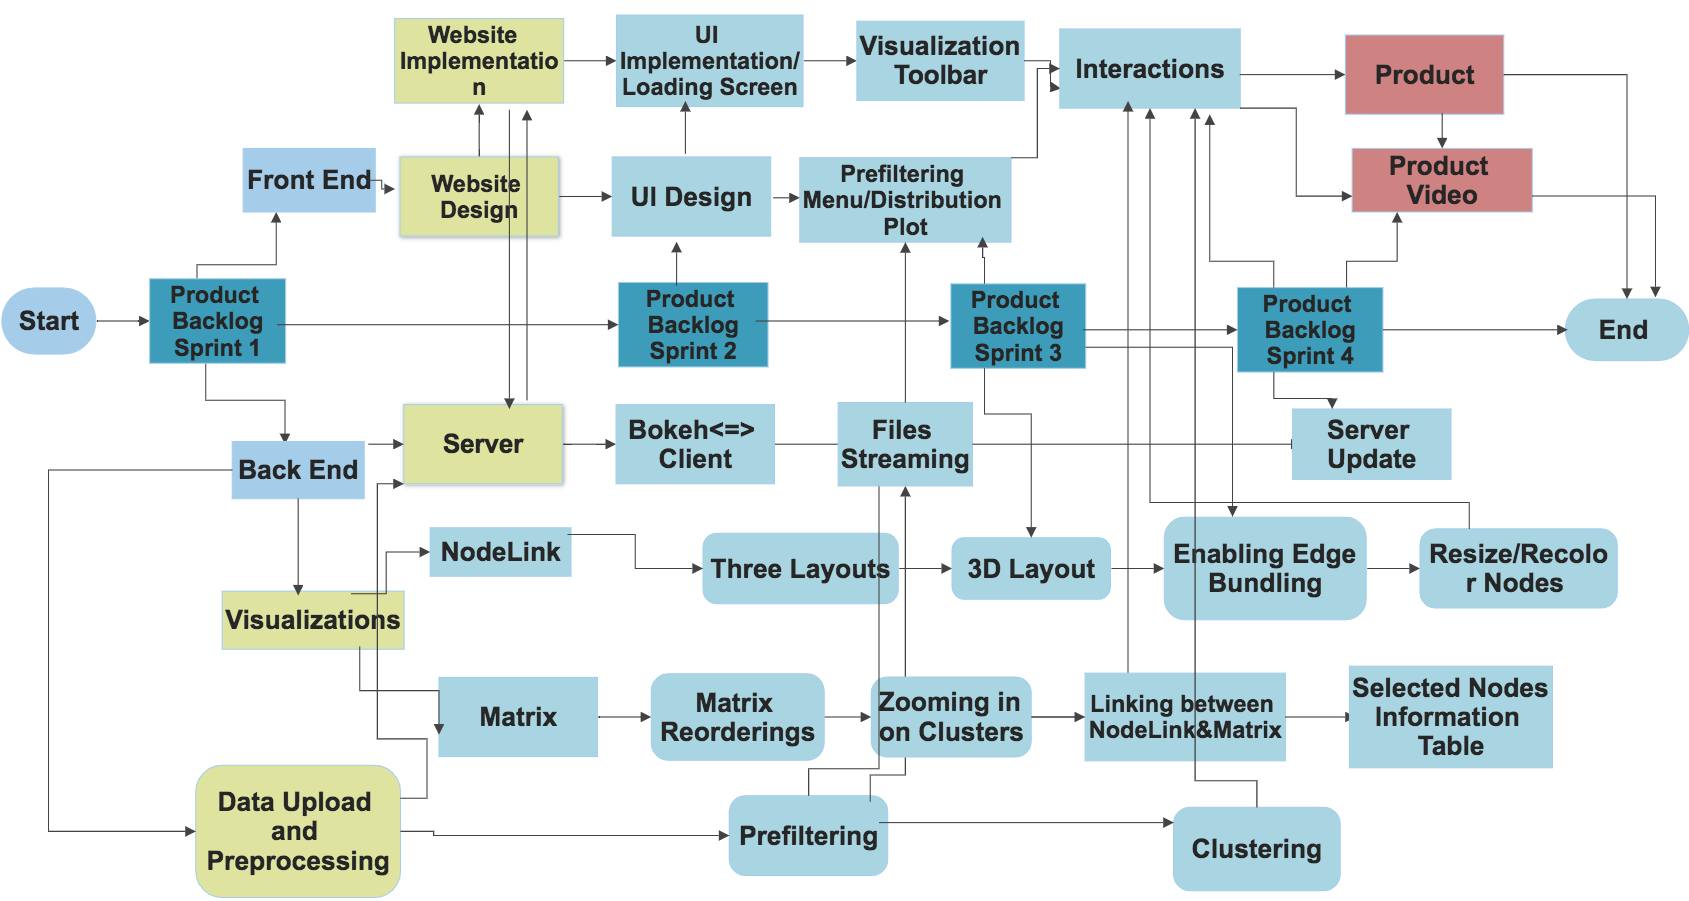 Website
Implementatio
n
UI
Implementation/
Loading Screen
Visualization
Toolbar
Interactions
Product
Front End
Website
Design
UI Design
Prefiltering
Menu/Distribution
Plot
Product
Video
Start
Product
Backlog
Sprint 1
Product
Backlog
Sprint 2
Product
Backlog
Sprint 3
Product
Backlog
Sprint 4
End
Back End
Server
Bokeh<=>
Client
Files
Streaming
Server
Update
NodeLink
Three Layouts
3D Layout
Enabling Edge
Bundling
Resize/Recolo
r Nodes
Visualizations
Matrix
Matrix
Reorderings
Zooming in
on Clusters
Linking between
NodeLink&Matrix
Selected Nodes
Information
Table
Data Upload
and
Preprocessing
Prefiltering
Clustering